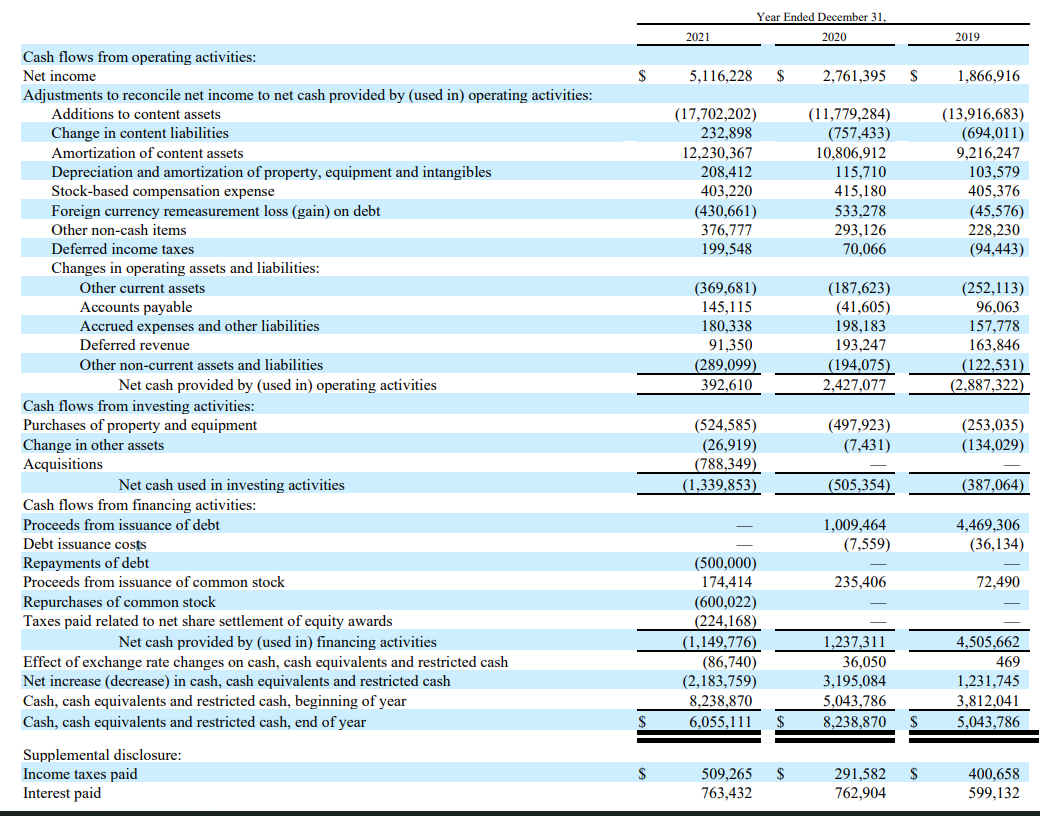 Year Ended December 31,
2021 2020 2019
Cash flows from operating activities:
Net income $ 5,116,228 $ 2,761,395 $ 1,866,916
Adjustments to reconcile net income to net cash provided by (used in) operating activities:
Additions to content assets (17,702,202) (11,779,284) (13,916,683)
Change in content liabilities 232,898 (757,433) (694,011)
Amortization of content assets 12,230,367 10,806,912 9,216,247
Depreciation and amortization of property, equipment and intangibles 208,412 115,710 103,579
Stock-based compensation expense 403,220 415,180 405,376
Foreign currency remeasurement loss (gain) on debt (430,661) 533,278 (45,576)
Other non-cash items 376,777 293,126 228,230
Deferred income taxes 199,548 70,066 (94,443)
Changes in operating assets and liabilities:
Other current assets (369,681) (187,623) (252,113)
Accounts payable 145,115 (41,605) 96,063
Accrued expenses and other liabilities 180,338 198,183 157,778
Deferred revenue 91,350 193,247 163,846
Other non-current assets and liabilities (289,099) (194,075) (122,531)
Net cash provided by (used in) operating activities 392,610 2,427,077 (2,887,322)
Cash flows from investing activities:
Purchases of property and equipment (524,585) (497,923) (253,035)
Change in other assets (26,919) (7,431) (134,029)
Acquisitions (788,349) — —
Net cash used in investing activities (1,339,853) (505,354) (387,064)
Cash flows from financing activities:
Proceeds from issuance of debt — 1,009,464 4,469,306
Debt issuance costs — (7,559) (36,134)
Repayments of debt (500,000) — —
Proceeds from issuance of common stock 174,414 235,406 72,490
Repurchases of common stock (600,022) — —
Taxes paid related to net share settlement of equity awards (224,168) — —
Net cash provided by (used in) financing activities (1,149,776) 1,237,311 4,505,662
Effect of exchange rate changes on cash, cash equivalents and restricted cash (86,740) 36,050 469
Net increase (decrease) in cash, cash equivalents and restricted cash (2,183,759) 3,195,084 1,231,745
Cash, cash equivalents and restricted cash, beginning of year 8,238,870 5,043,786 3,812,041
Cash, cash equivalents and restricted cash, end of year $ 6,055,111 $ 8,238,870 $ 5,043,786
Supplemental disclosure:
Income taxes paid $ 509,265 $ 291,582 $ 400,658
Interest paid 763,432 762,904 599,132